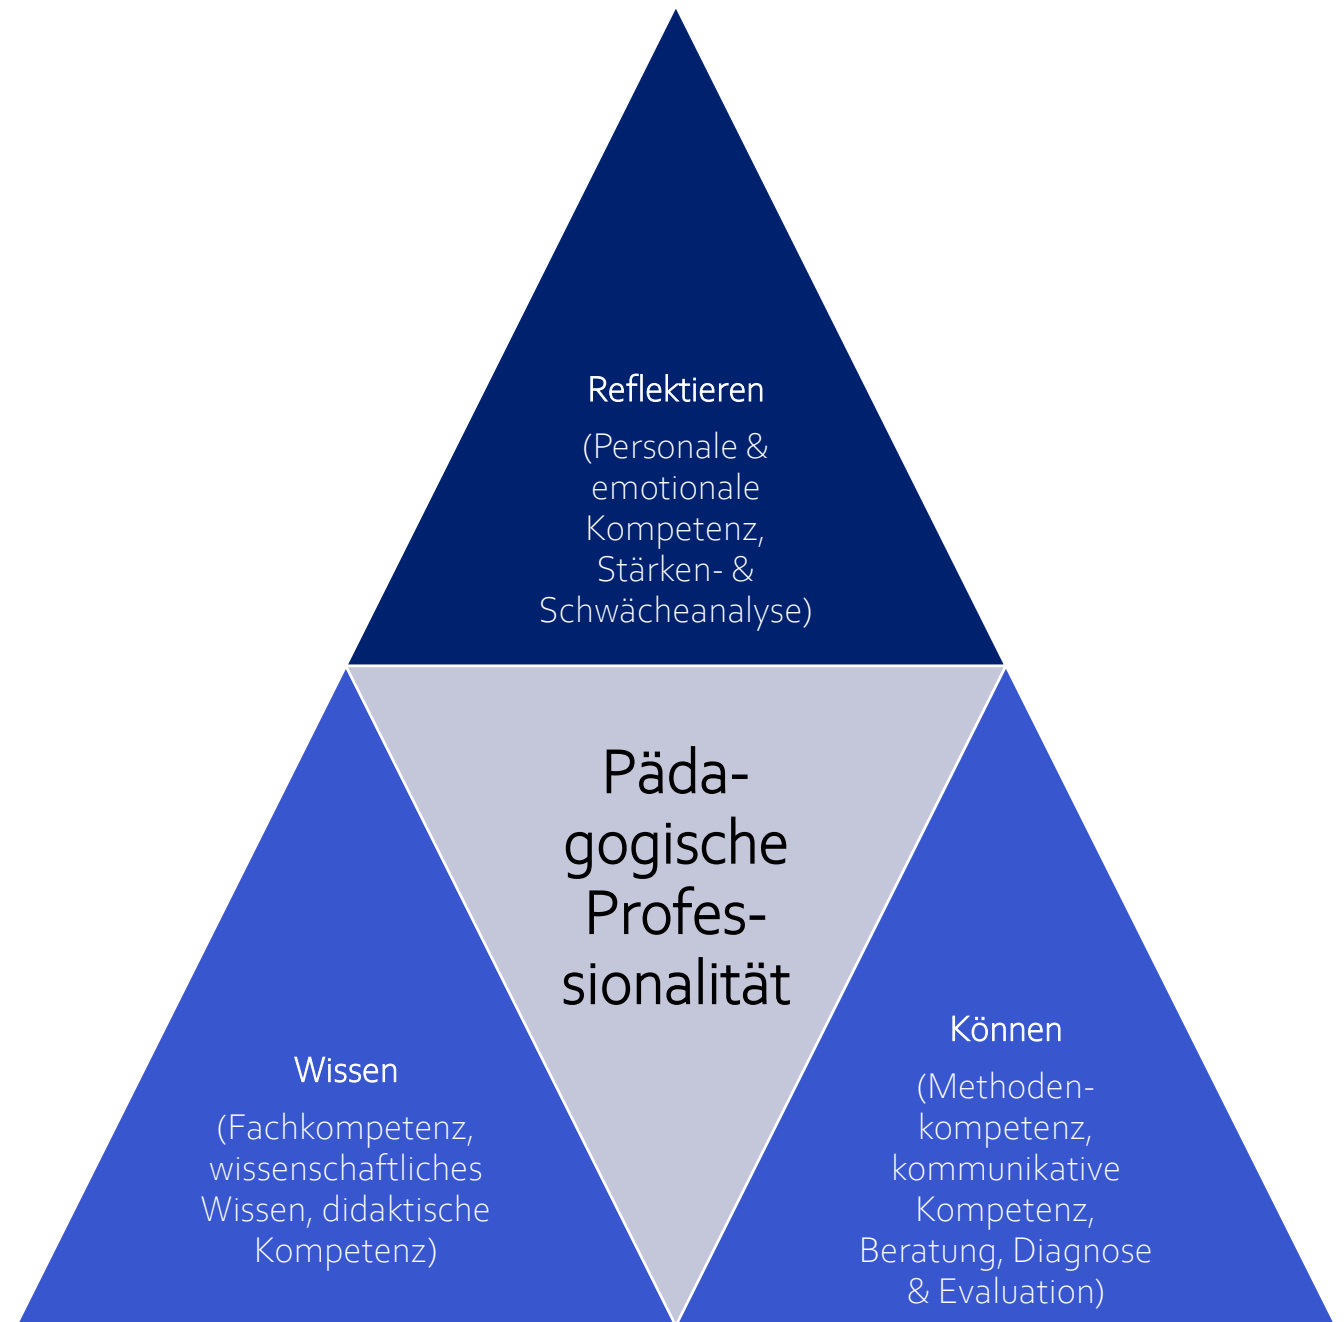 Reflektieren
(Personale &
emotionale
Kompetenz,
Stärken- &
Schwächeanalyse)
Päda-
gogische
Profes-
sionalität
Wissen
(Fachkompetenz,
wissenschaftliches
Wissen, didaktische
Kompetenz)
Können
(Methoden-
kompetenz,
kommunikative
Kompetenz,
Beratung, Diagnose
& Evaluation)